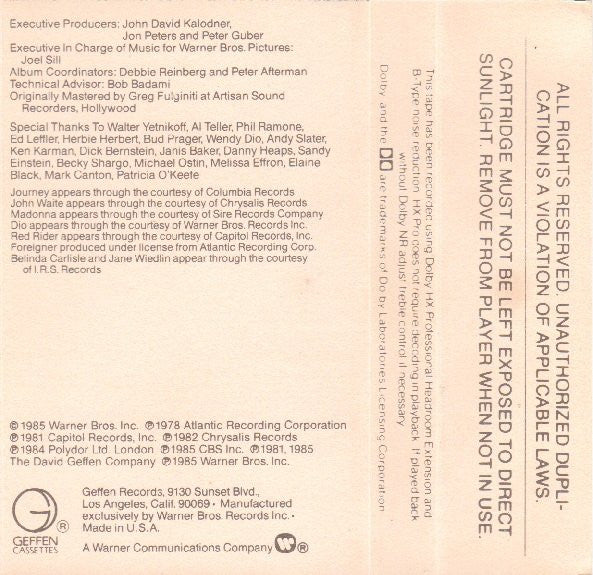 Executive Producers: John David Kalodner,
Jon Peters and Peter Guber
Executive In Charge of Music for Warner Bros. Pictures:
Joel Sill
Album Coordinators: Debbie Reinberg and Peter Afterman
Technical Advisor: Bob Badami
Originally Mastered by Greg Fulginiti at Artisan Sound
Recorders, Hollywood
Special Thanks To Walter Yetnikoff, Al Teller, Phil Ramone,
Ed Leffler, Herbie Herbert, Bud Prager, Wendy Dio, Andy Slater,
Ken Karman, Dick Bernstein, Janis Baker, Danny Heaps, Sandy
Einstein, Becky Shargo, Michael Ostin, Melissa Effron, Elaine
Black, Mark Canton, Patricia O'Keefe
Journey appears through the courtesy of Columbia Records
John Waite appears through the courtesy of Chrysalis Records
Madonna appears through the courtesy of Sire Records Company
Dio appears through the courtesy of Warner Bros. Records Inc.
Red Rider appears through the courtesy of Capitol Records, Inc.
Foreigner produced under license from Atlantic Recording Corp.
Belinda Carlisle and Jane Wiedlin appear through the courtesy
of I.R.S. Records
© 1985 Warner Bros. Inc. ℗ 1978 Atlantic Recording Corporation
℗ 1981 Capitol Records, Inc. ℗ 1982 Chrysalis Records
℗ 1984 Polydor Ltd. London ℗ 1985 CBS Inc. ℗ 1981, 1985
The David Geffen Company ℗ 1985 Warner Bros. Inc.
G ®
GEFFEN
CASSETTES
Geffen Records, 9130 Sunset Blvd.,
Los Angeles, Calif. 90069 • Manufactured
exclusively by Warner Bros. Records Inc. •
Made in U.S.A.
A Warner Communications Company W ®
This tape has been recorded using Dolby HX Professional Headroom Extension and
B-Type noise reduction. HX Pro does not require decoding in playback. If played back
without Dolby NR adjust treble control if necessary
Dolby and the DD are trademarks of Dolby Laboratories Licensing Corporation
ALL RIGHTS RESERVED. UNAUTHORIZED DUPLI-
CATION IS A VIOLATION OF APPLICABLE LAWS.
CARTRIDGE MUST NOT BE LEFT EXPOSED TO DIRECT
SUNLIGHT. REMOVE FROM PLAYER WHEN NOT IN USE.